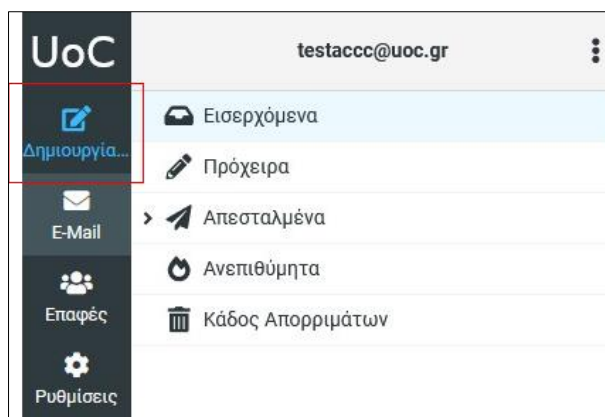 UoC
testaccc@uoc.gr
Δημιουργία...
E-Mail
Επαφές
Ρυθμίσεις
Εισερχόμενα
Πρόχειρα
Απεσταλμένα
Ανεπιθύμητα
Κάδος Απορριμάτων